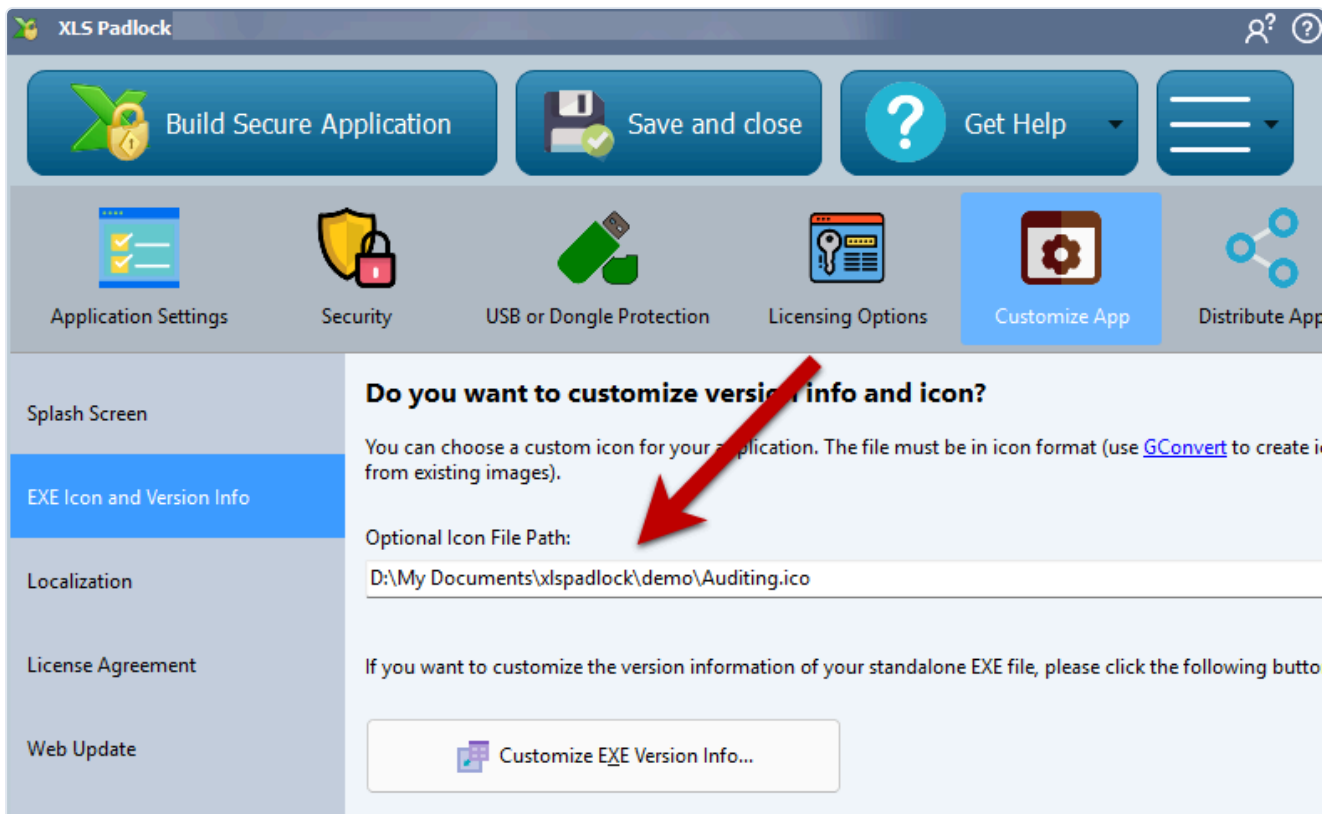 XLS Padlock
Build Secure Application
Save and close
Get Help
Application Settings
Security
USB or Dongle Protection
Licensing Options
Customize App
Distribute App
Splash Screen
EXE Icon and Version Info
Localization
License Agreement
Web Update
Do you want to customize version info and icon?
You can choose a custom icon for your application. The file must be in icon format (use GConvert to create
from existing images).
Optional Icon File Path:
D:\My Documents\xlspadlock\demo\Auditing.ico
If you want to customize the version information of your standalone EXE file, please click the following butto
Customize EXE Version Info...